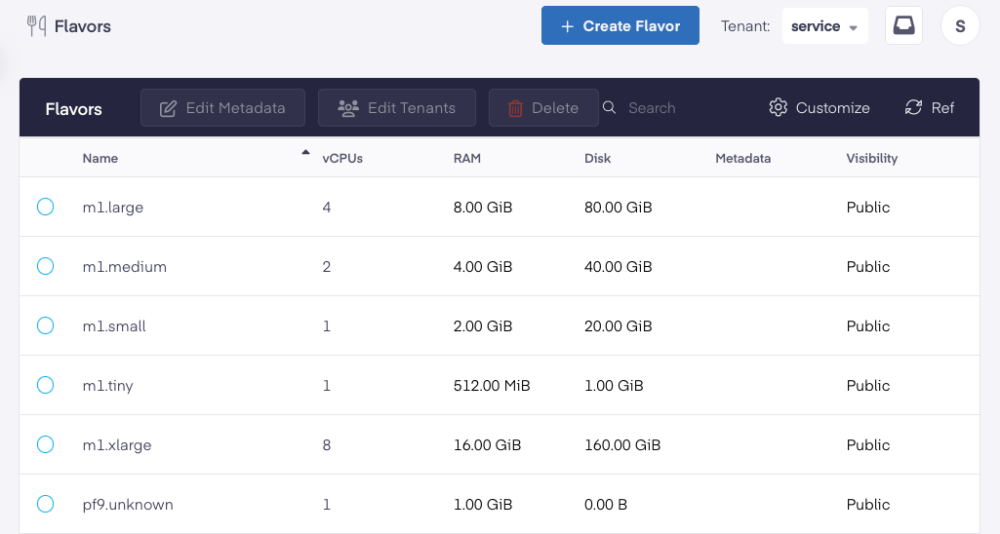 Flavors
+ Create Flavor
Tenant: service
S
Flavors Edit Metadata Edit Tenants Delete Search Customize Ref
Name vCPUs RAM Disk Metadata Visibility
m1.large 4 8.00 GiB 80.00 GiB Public
m1.medium 2 4.00 GiB 40.00 GiB Public
m1.small 1 2.00 GiB 20.00 GiB Public
m1.tiny 1 512.00 MiB 1.00 GiB Public
m1.xlarge 8 16.00 GiB 160.00 GiB Public
pf9.unknown 1 1.00 GiB 0.00 B Public